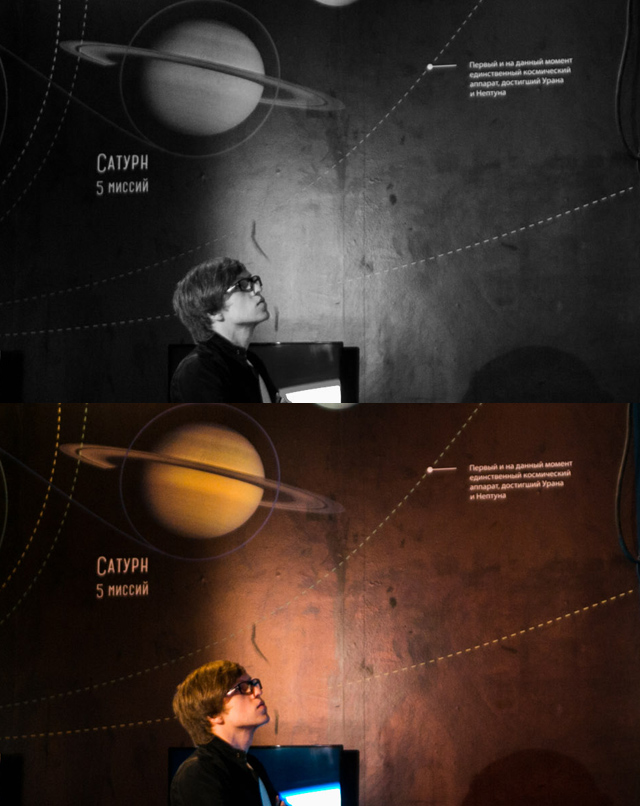 Первый и на данный момент
единственный космический
аппарат, достигший Урана
и Нептуна
Сатурн
5 миссий
Первый и на данный момент
единственный космический
аппарат, достигший Урана
и Нептуна
Сатурн
5 миссий